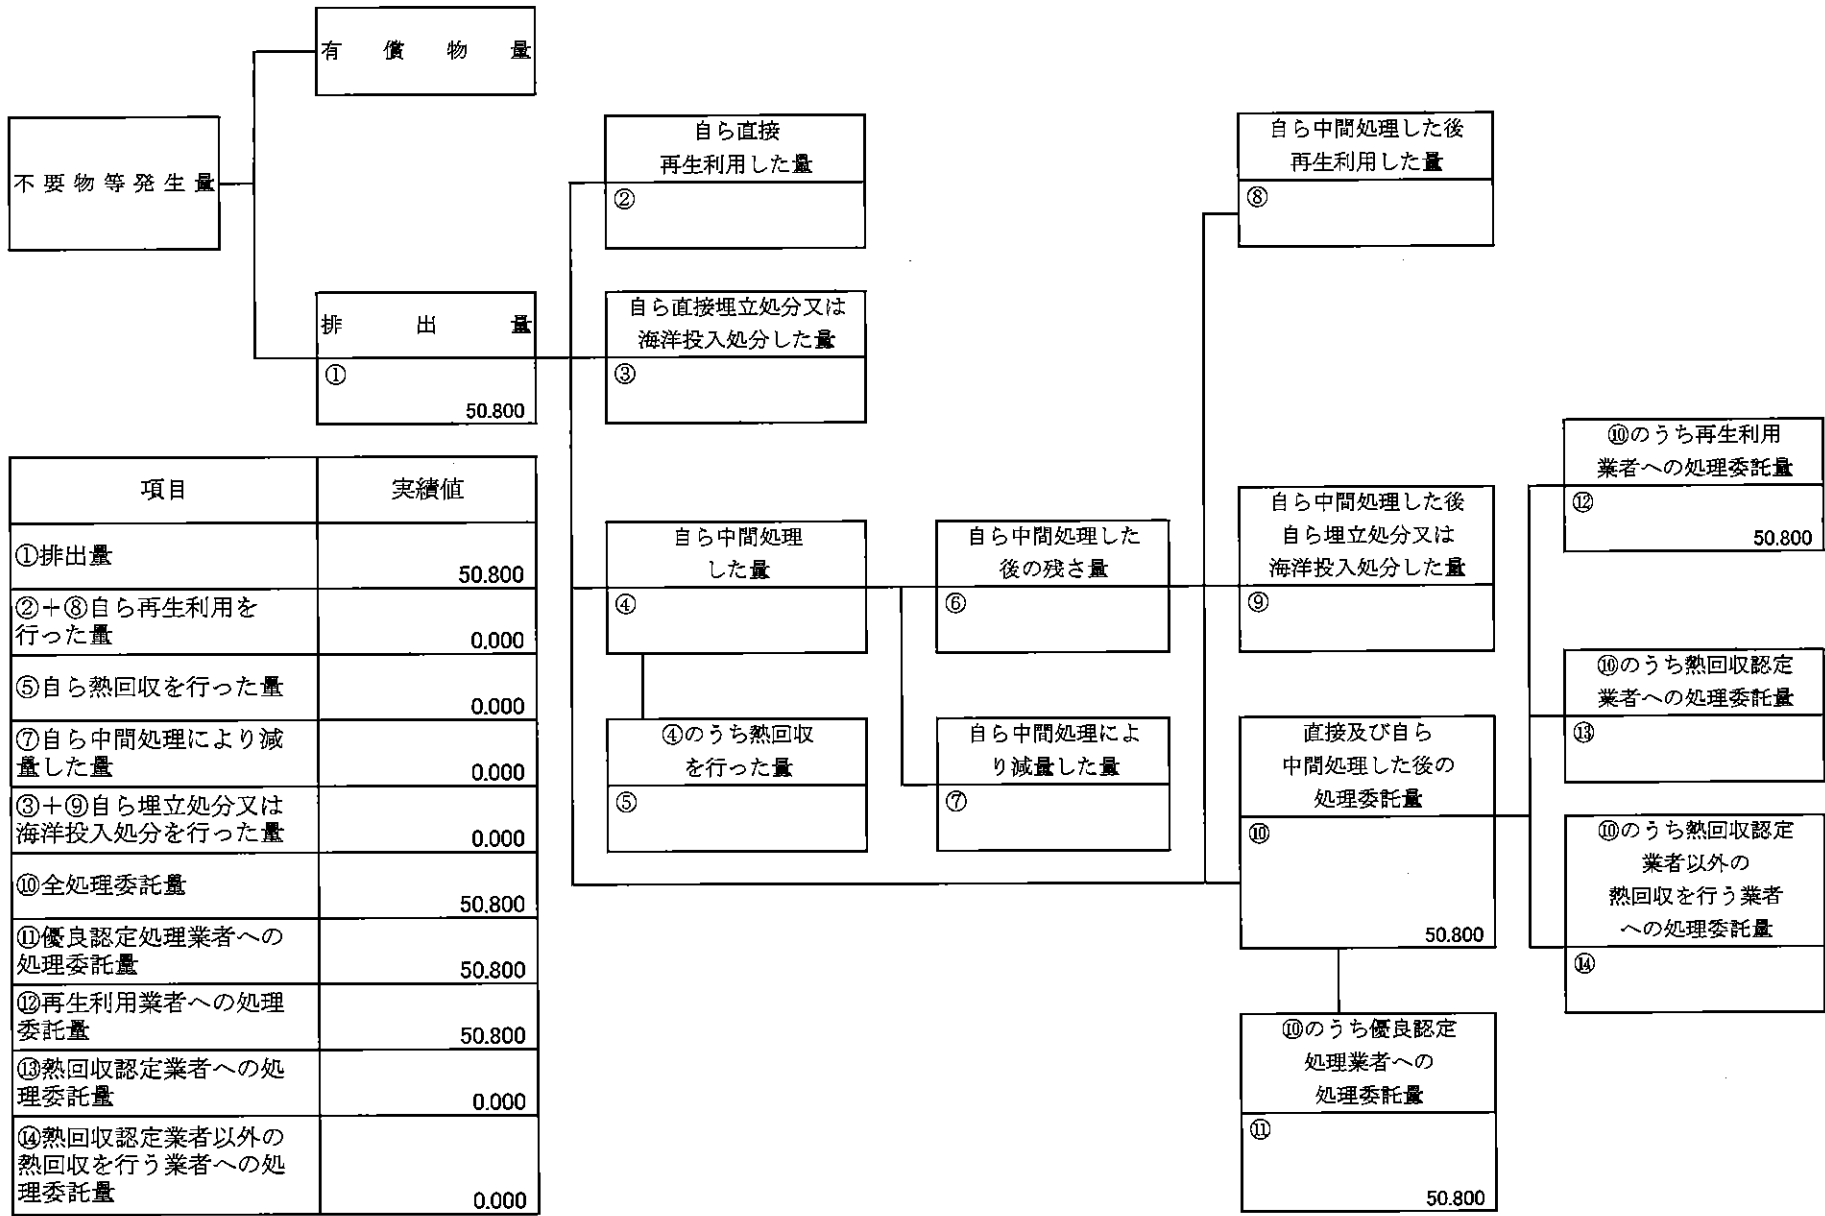 有償物量
不要物等発生量
排出量
①
50.800
自ら直接
再生利用した量
②
自ら直接埋立処分又は
海洋投入処分した量
③
自ら中間処理
した量
④
④のうち熱回収
を行った量
⑤
自ら中間処理した
後の残さ量
⑥
自ら中間処理によ
り減量した量
⑦
自ら中間処理した後
再生利用した量
⑧
自ら中間処理した後
自ら埋立処分又は
海洋投入処分した量
⑨
直接及び自ら
中間処理した後の
処理委託量
⑩
50.800
⑩のうち優良認定
処理業者への
処理委託量
⑪
50.800
⑩のうち再生利用
業者への処理委託量
⑫
50.800
⑩のうち熱回収認定
業者への処理委託量
⑬
⑩のうち熱回収認定
業者以外の
熱回収を行う業者
への処理委託量
⑭
項目 実績値
①排出量
50.800
②＋⑧自ら再生利用を
行った量
0.000
⑤自ら熱回収を行った量
0.000
⑦自ら中間処理により減
量した量
0.000
③＋⑨自ら埋立処分又は
海洋投入処分を行った量
0.000
⑩全処理委託量
50.800
⑪優良認定処理業者への
処理委託量
50.800
⑫再生利用業者への処理
委託量
50.800
⑬熱回収認定業者への処
理委託量
0.000
⑭熱回収認定業者以外の
熱回収を行う業者への処
理委託量
0.000